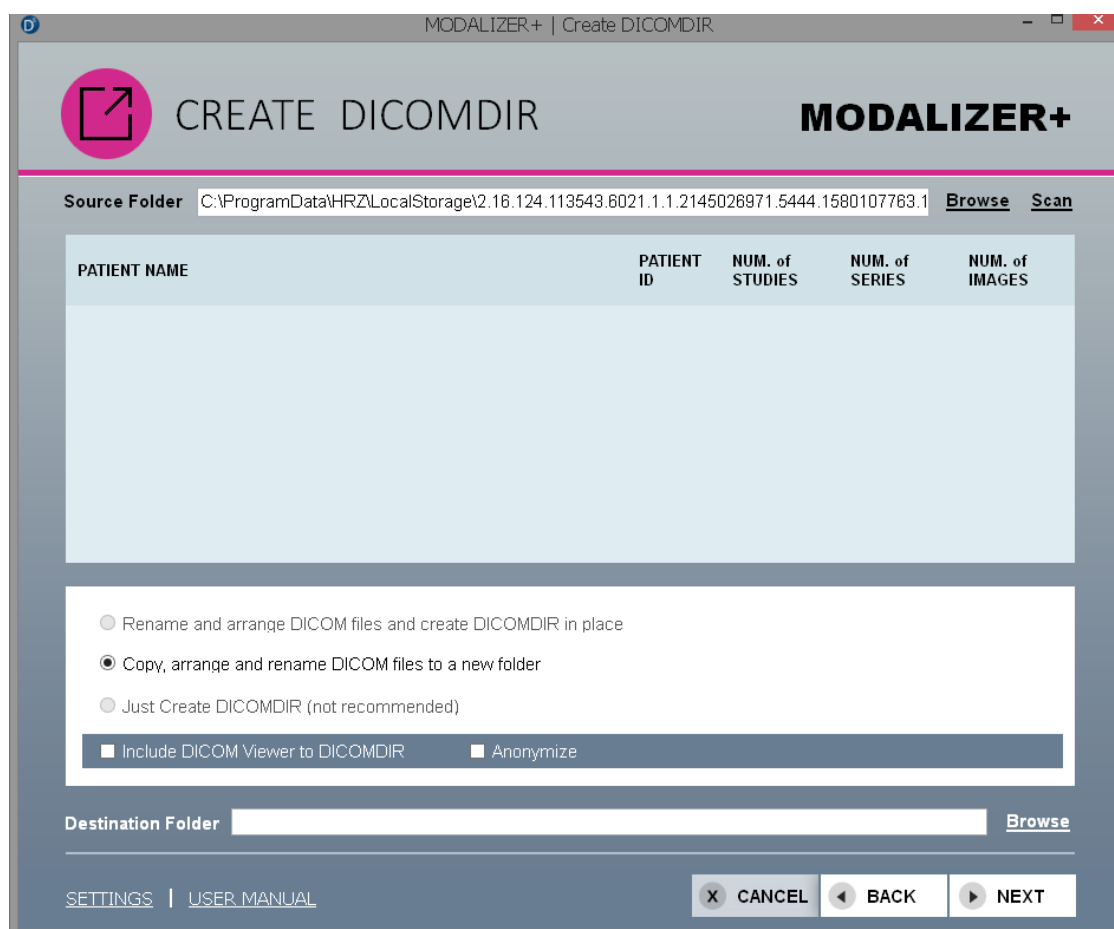 MODALIZER+ | Create DICOMDIR
CREATE DICOMDIR
MODALIZER+
Source Folder C:\ProgramData\HRZ\LocalStorage\2.16.124.113543.6021.1.1.2145026971.5444.1580107763.1 Browse Scan
PATIENT NAME PATIENT ID NUM. of STUDIES NUM. of SERIES NUM. of IMAGES
Rename and arrange DICOM files and create DICOMDIR in place
Copy, arrange and rename DICOM files to a new folder
Just Create DICOMDIR (not recommended)
Include DICOM Viewer to DICOMDIR Anonymize
Destination Folder Browse
SETTINGS | USER MANUAL X CANCEL BACK NEXT